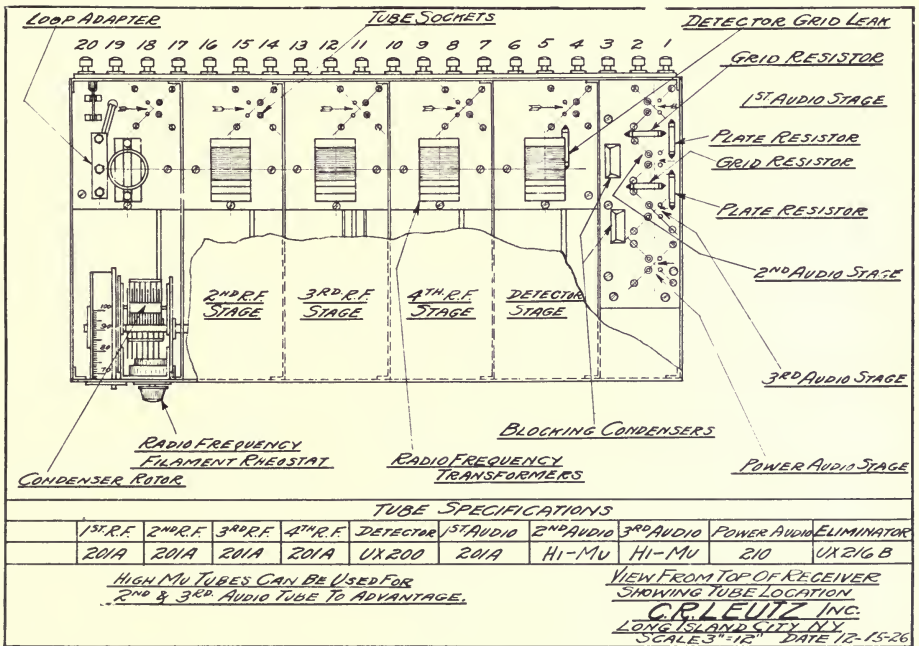 LOOP ADAPTER
TUBE SOCKETS
DETECTOR GRID LEAK
20 19 18 17 16 15 14 13 12 11 10 9 8 7 6 5 4 3 2 1
GRID RESISTOR
1ST AUDIO STAGE
PLATE RESISTOR
GRID RESISTOR
PLATE RESISTOR
2ND AUDIO STAGE
2ND R.F. STAGE
3RD R.F. STAGE
4TH R.F. STAGE
DETECTOR STAGE
100
90
80
70
3RD AUDIO STAGE
BLOCKING CONDENSERS
RADIO FREQUENCY
FILAMENT RHEOSTAT
CONDENSER ROTOR
RADIO FREQUENCY
TRANSFORMERS
POWER AUDIO STAGE
TUBE SPECIFICATIONS
1ST R.F. 2ND R.F. 3RD R.F. 4TH R.F. DETECTOR 1ST AUDIO 2ND AUDIO 3RD AUDIO POWER AUDIO ELIMINATOR
201A 201A 201A 201A UX200 201A HI-MU HI-MU 210 UX216 B
HIGH MU TUBES CAN BE USED FOR
2ND & 3RD. AUDIO TUBE TO ADVANTAGE.
VIEW FROM TOP OF RECEIVER
SHOWING TUBE LOCATION
C.R. LEUTZ INC.
LONG ISLAND CITY N.Y.
SCALE 3"=12" DATE 12-15-26